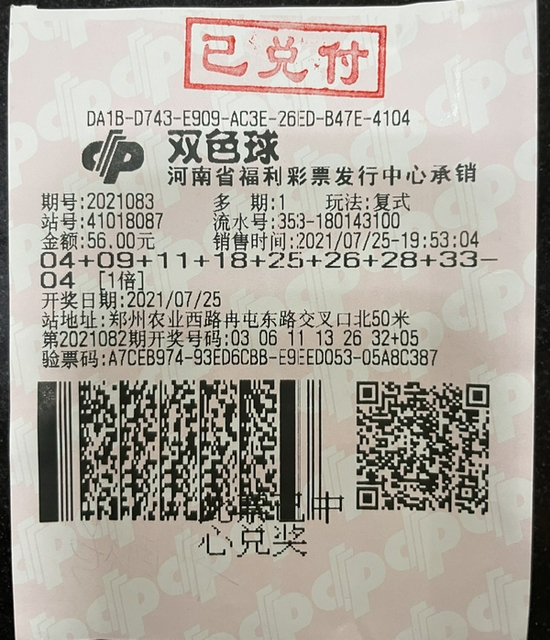 已兑付
DA1B-D743-E909-AC3E-26ED-B47E-4104
双色球
河南省福利彩票发行中心承销
期号:2021083 多 期:1 玩法:复式
站号:41018087 流水号:353-180143100
金额:56.00元 销售时间:2021/07/25-19:53:04
04+09+11+18+25+26+28+33-
04 [1倍]
开奖日期:2021/07/25
站地址:郑州农业西路冉屯东路交叉口北50米
第2021082期开奖号码:03 06 11 13 26 32+05
验票码:A7CEB974-93ED6CBB-E9EED053-05A8C387
此票已中
心兑奖